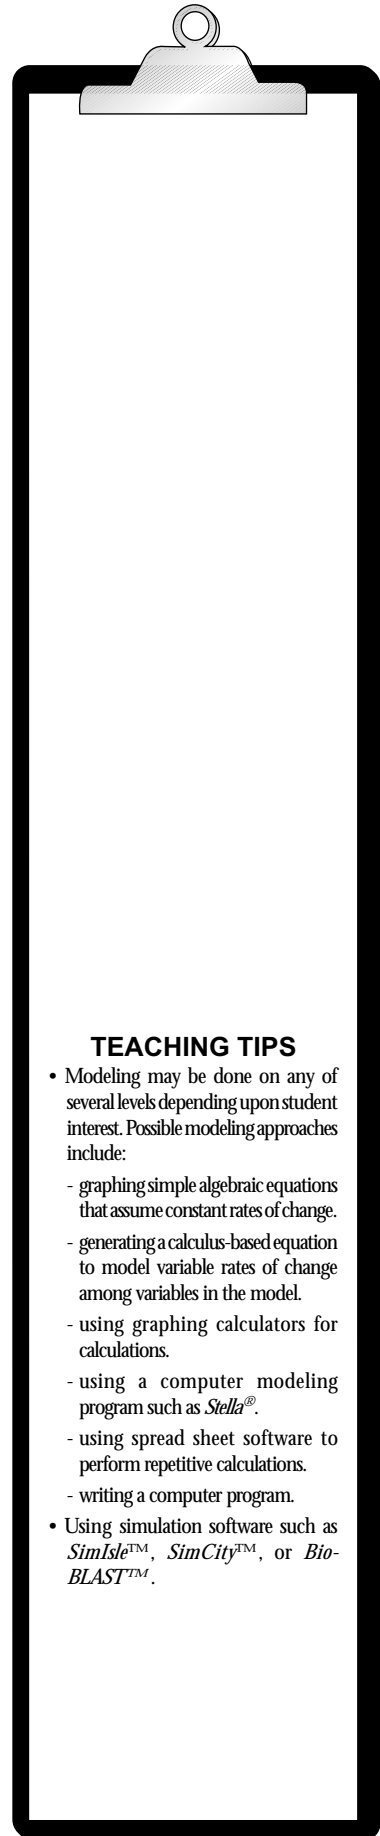 TEACHING TIPS
• Modeling may be done on any of
several levels depending upon student
interest. Possible modeling approaches
include:
- graphing simple algebraic equations
that assume constant rates of change.
- generating a calculus-based equation
to model variable rates of change
among variables in the model.
- using graphing calculators for
calculations.
- using a computer modeling
program such as Stella®.
- using spread sheet software to
perform repetitive calculations.
- writing a computer program.
• Using simulation software such as
SimIsle™, SimCity™, or Bio-
BLAST™.